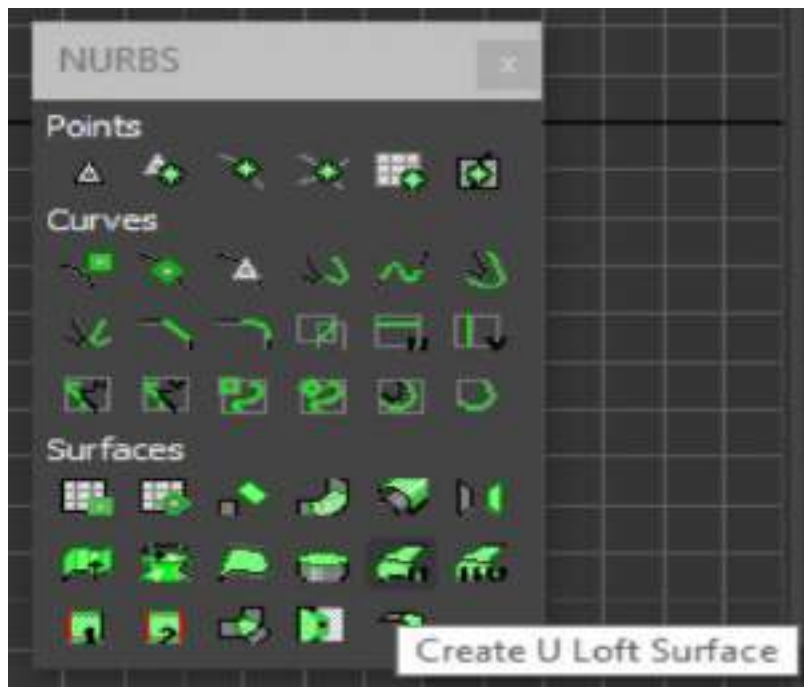 NURBS
Points
Curves
Surfaces
Create U Loft Surface